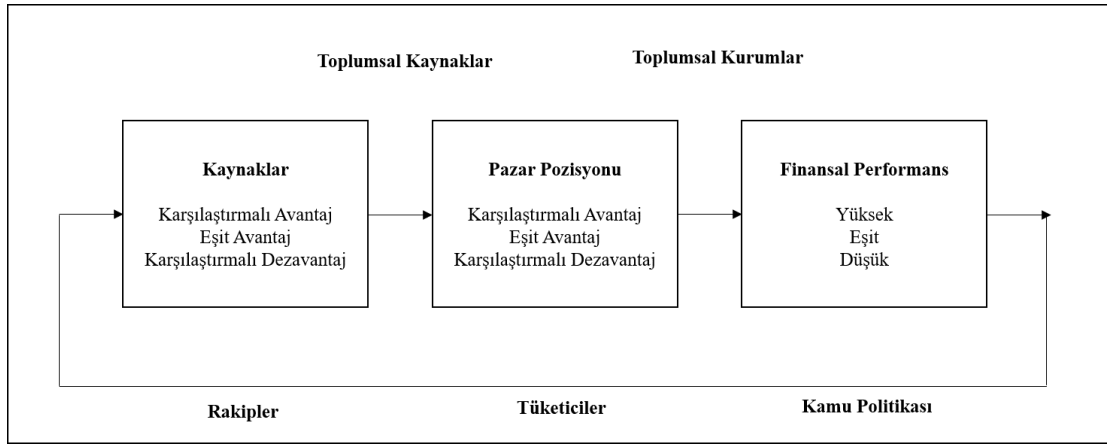 Toplumsal Kaynaklar
Toplumsal Kurumlar
Kaynaklar
Karşılaştırmalı Avantaj
Eşit Avantaj
Karşılaştırmalı Dezavantaj
Pazar Pozisyonu
Karşılaştırmalı Avantaj
Eşit Avantaj
Karşılaştırmalı Dezavantaj
Finansal Performans
Yüksek
Eşit
Düşük
Rakipler
Tüketiciler
Kamu Politikası